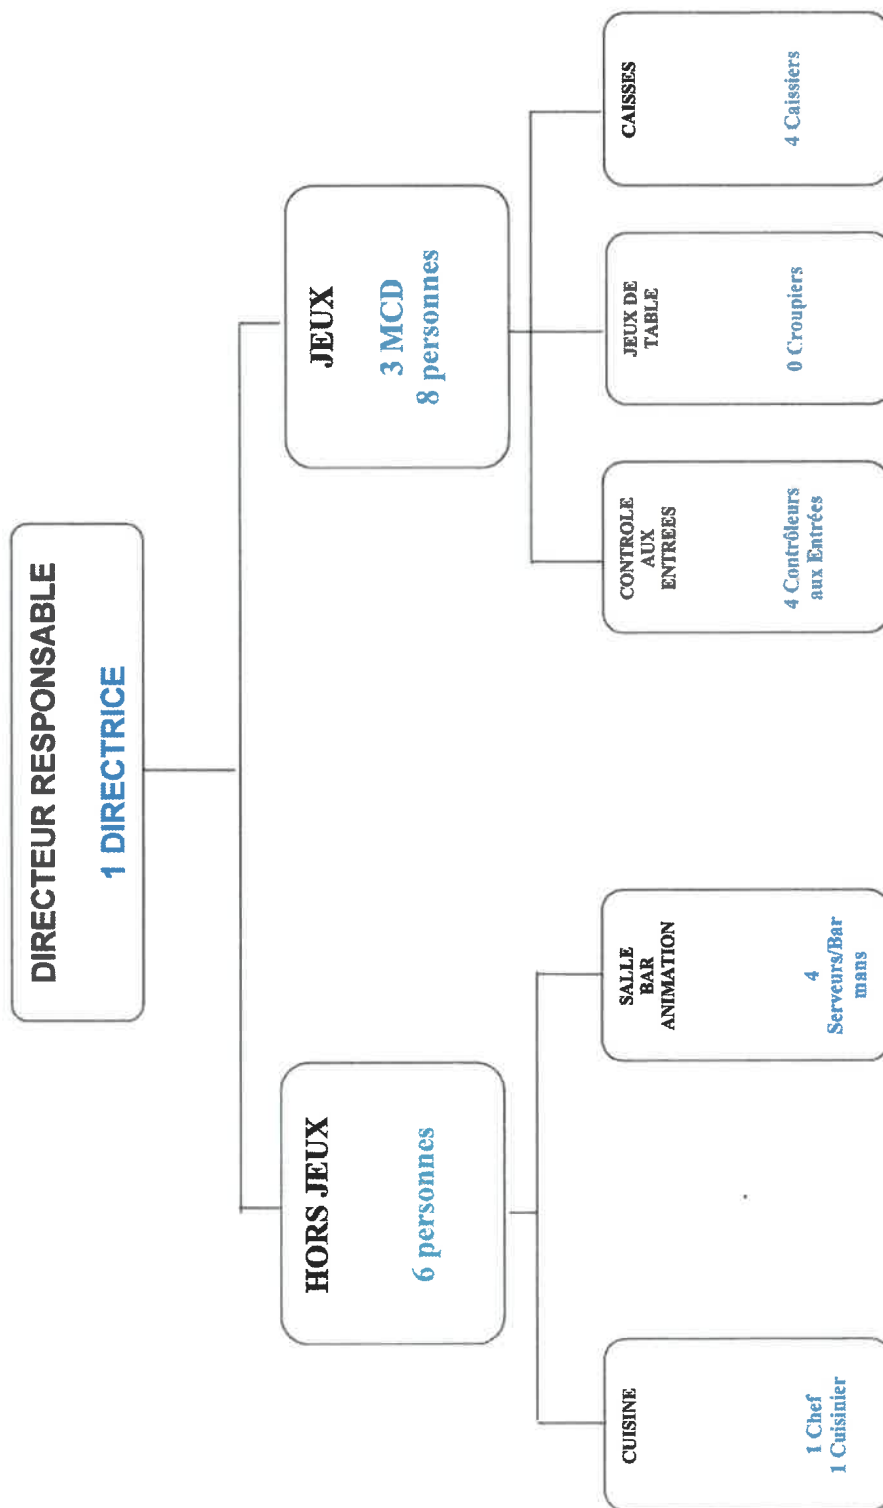 DIRECTEUR RESPONSABLE
1 DIRECTRICE
HORS JEUX
6 personnes
JEUX
3 MCD
8 personnes
CUISINE
1 Chef
1 Cuisinier
SALLE
BAR
ANIMATION
4
Serveurs/Bar
mans
CONTROLE
AUX
ENTREES
4 Contrôleurs
aux Entrées
JEUX DE
TABLE
0 Croupiers
CAISSES
4 Caissiers